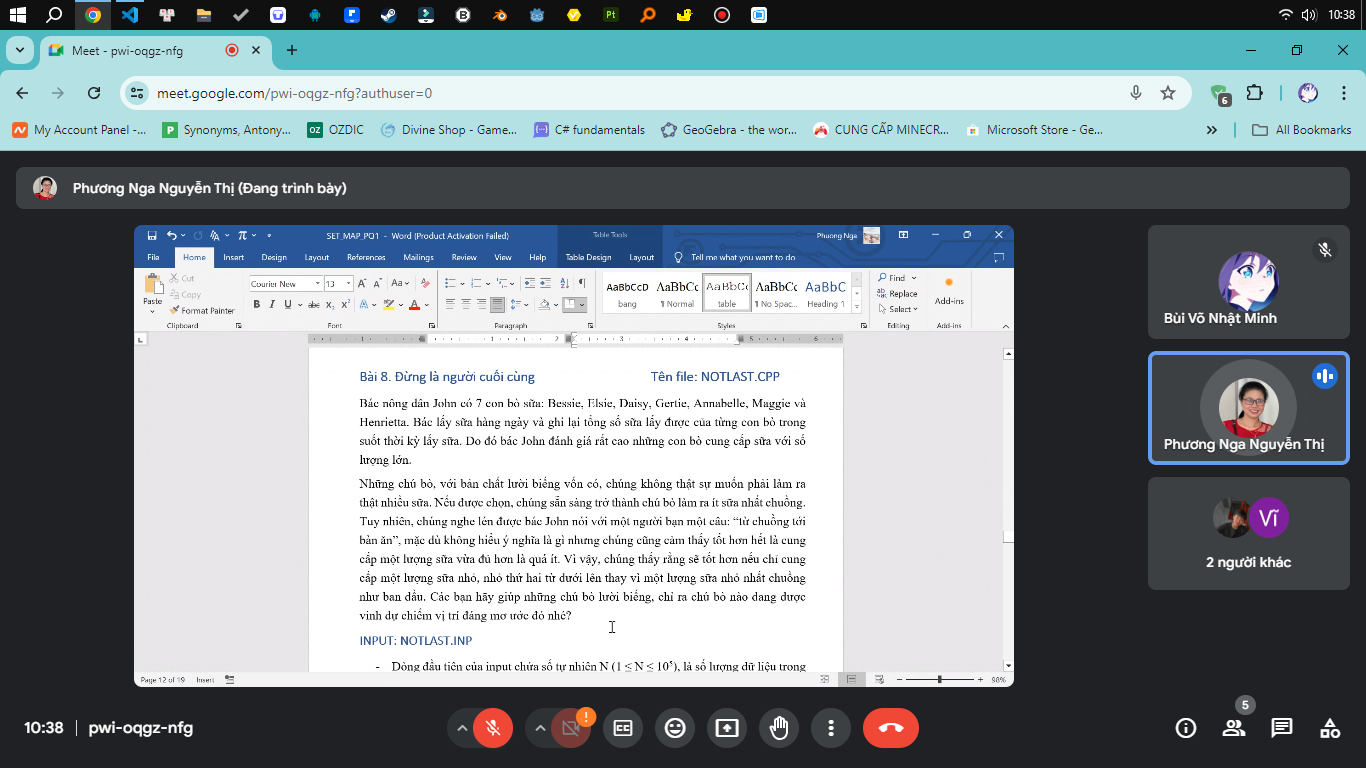 10:38
Meet - pwi-oqgz-nfg
meet.google.com/pwi-oqgz-nfg?authuser=0
6
My Account Panel -...
Synonyms, Antony...
OZDIC
Divine Shop - Game...
C# fundamentals
GeoGebra - the wor...
CUNG CẤP MINECR...
Microsoft Store - Ge...
All Bookmarks
Phương Nga Nguyễn Thị (Đang trình bày)
SET_MAP_PQ1 - Word (Product Activation Failed)
Table Tools
Phuong Nga
File Home Insert Design Layout References Mailings Review View Help Table Design Layout Tell me what you want to do
Paste
Cut
Copy
Format Painter
Clipboard
Courier New 13
Font
Paragraph
AaBbCcD bang
AaBbCc ¶ Normal
AaBbCc table
AaBbCc ¶ No Spac...
AaBbC Heading 1
Styles
Find
Replace
Select
Editing
Add-ins
Add-ins
Bài 8. Đừng là người cuối cùng Tên file: NOTLAST.CPP
Bác nông dân John có 7 con bò sữa: Bessie, Elsie, Daisy, Gertie, Annabelle, Maggie và
Henrietta. Bác lấy sữa hàng ngày và ghi lại tổng số sữa lấy được của từng con bò trong
suốt thời kỳ lấy sữa. Do đó bác John đánh giá rất cao những con bò cung cấp sữa với số
lượng lớn.
Những chú bò, với bản chất lười biếng vốn có, chúng không thật sự muốn phải làm ra
thật nhiều sữa. Nếu được chọn, chúng sẵn sàng trở thành chú bò làm ra ít sữa nhất chuồng.
Tuy nhiên, chúng nghe lén được bác John nói với một người bạn một câu: “từ chuồng tới
bàn ăn”, mặc dù không hiểu ý nghĩa là gì nhưng chúng cũng cảm thấy tốt hơn hết là cung
cấp một lượng sữa vừa đủ hơn là quá ít. Vì vậy, chúng thấy rằng sẽ tốt hơn nếu chỉ cung
cấp một lượng sữa nhỏ, nhỏ thứ hai từ dưới lên thay vì một lượng sữa nhỏ nhất chuồng
như ban đầu. Các bạn hãy giúp những chú bò lười biếng, chỉ ra chú bò nào đang được
vinh dự chiếm vị trí đáng mơ ước đó nhé?
INPUT: NOTLAST.INP
- Dòng đầu tiên của input chứa số tự nhiên N (1 ≤ N ≤ 10⁵), là số lượng dữ liệu trong
Page 12 of 19 Insert
98%
Bùi Võ Nhật Minh
Phương Nga Nguyễn Thị
Vĩ
2 người khác
10:38 | pwi-oqgz-nfg
5